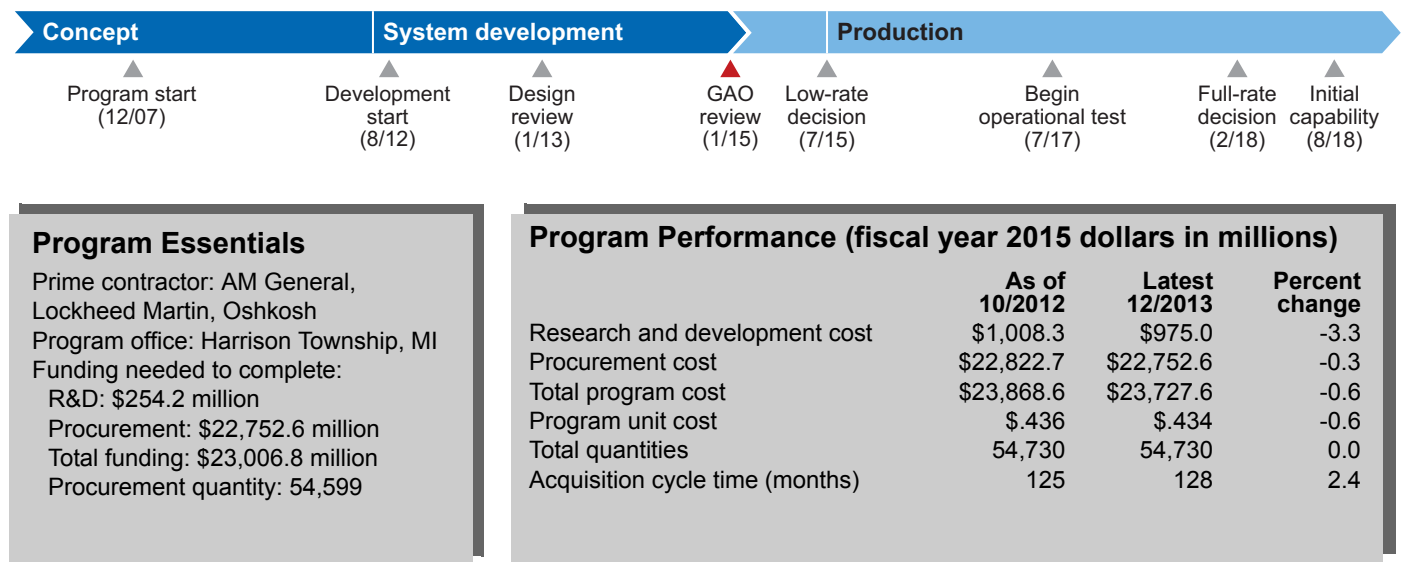 Concept
System development
Production
Program start
(12/07)
Development
start
(8/12)
Design
review
(1/13)
GAO
review
(1/15)
Low-rate
decision
(7/15)
Begin
operational test
(7/17)
Full-rate
decision
(2/18)
Initial
capability
(8/18)
Program Essentials
Prime contractor: AM General,
Lockheed Martin, Oshkosh
Program office: Harrison Township, MI
Funding needed to complete:
R&D: $254.2 million
Procurement: $22,752.6 million
Total funding: $23,006.8 million
Procurement quantity: 54,599
Program Performance (fiscal year 2015 dollars in millions)
As of Latest Percent
10/2012 12/2013 change
Research and development cost $1,008.3 $975.0 -3.3
Procurement cost $22,822.7 $22,752.6 -0.3
Total program cost $23,868.6 $23,727.6 -0.6
Program unit cost $.436 $.434 -0.6
Total quantities 54,730 54,730 0.0
Acquisition cycle time (months) 125 128 2.4